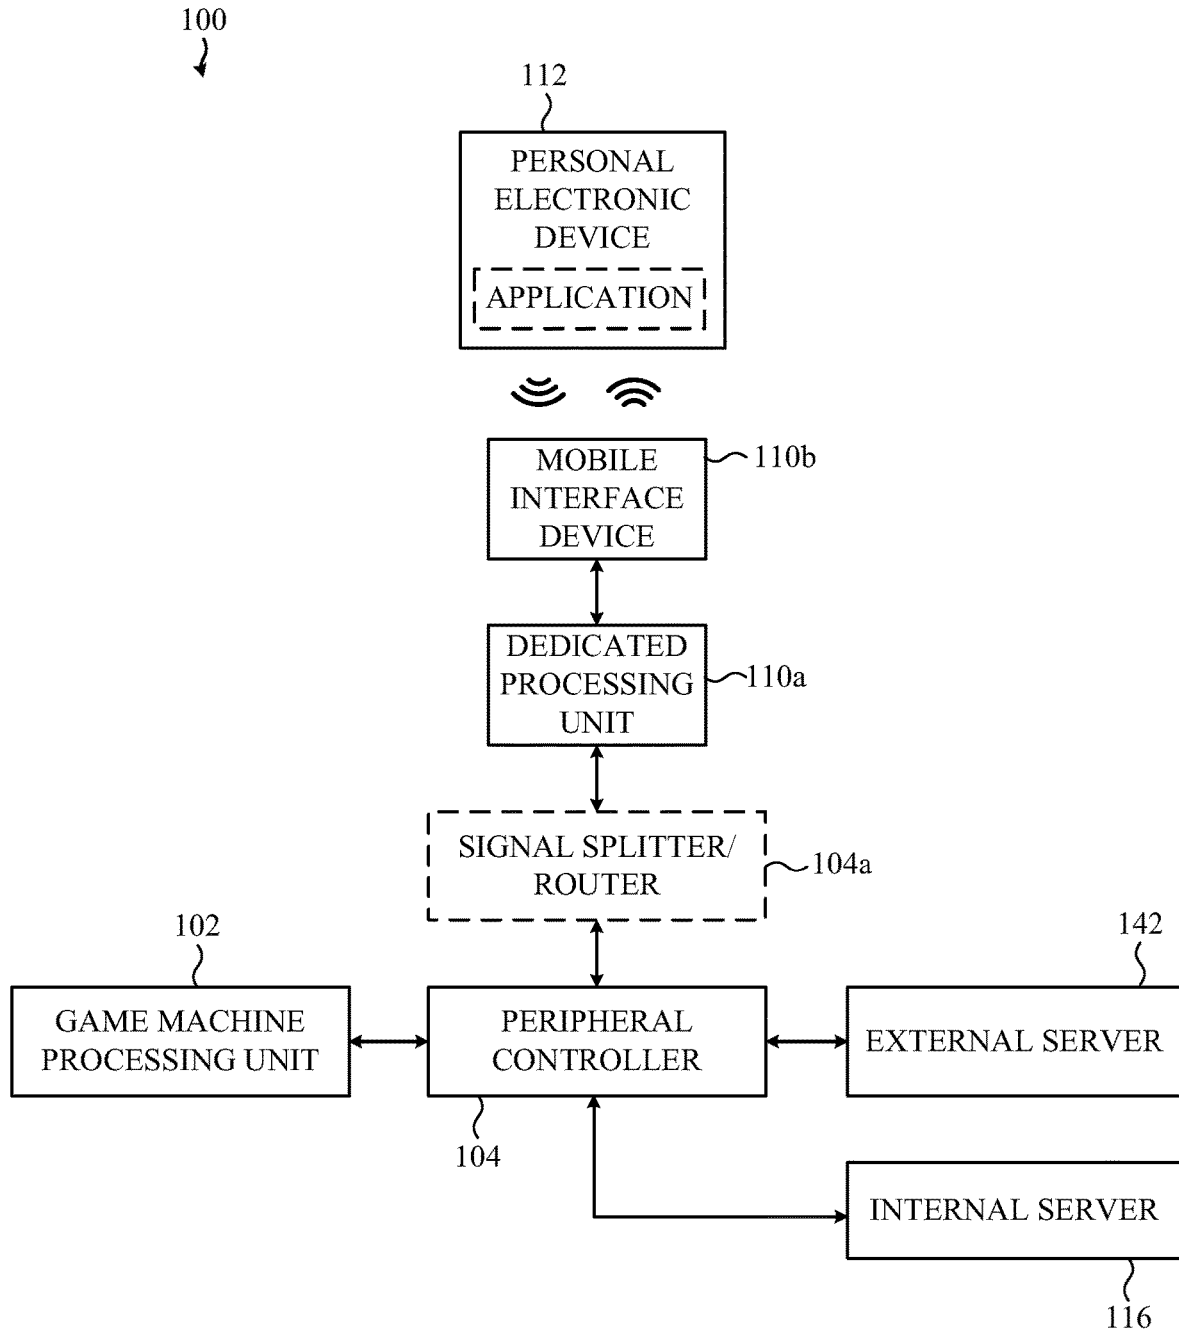 100
112
PERSONAL
ELECTRONIC
DEVICE
APPLICATION
MOBILE
INTERFACE
DEVICE
110b
DEDICATED
PROCESSING
UNIT
110a
SIGNAL SPLITTER/
ROUTER
104a
102
142
GAME MACHINE
PROCESSING UNIT
PERIPHERAL
CONTROLLER
EXTERNAL SERVER
104
INTERNAL SERVER
116